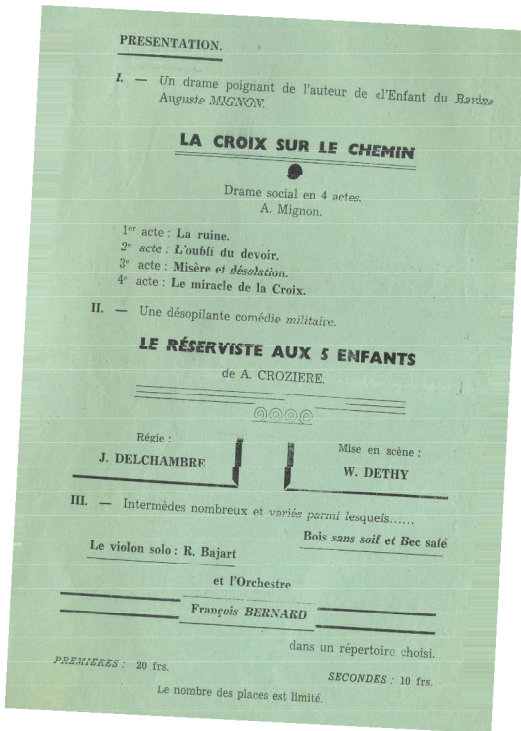 PRESENTATION.
I. — Un drame poignant de l'auteur de «l'Enfant du Ravin»
Auguste MIGNON.
LA CROIX SUR LE CHEMIN
Drame social en 4 actes.
A. Mignon.
1er acte : La ruine.
2e acte : L'oubli du devoir.
3e acte : Misère et désolation.
4e acte : Le miracle de la Croix.
II. — Une désopilante comédie militaire.
LE RÉSERVISTE AUX 5 ENFANTS
de A. CROZIERE.
Régie :
J. DELCHAMBRE
Mise en scène :
W. DETHY
III. — Intermèdes nombreux et variés parmi lesquels......
Bois sans soif et Bec salé
Le violon solo : R. Bajart
et l'Orchestre
François BERNARD
dans un répertoire choisi.
PREMIERES : 20 frs.
SECONDES : 10 frs.
Le nombre des places est limité.